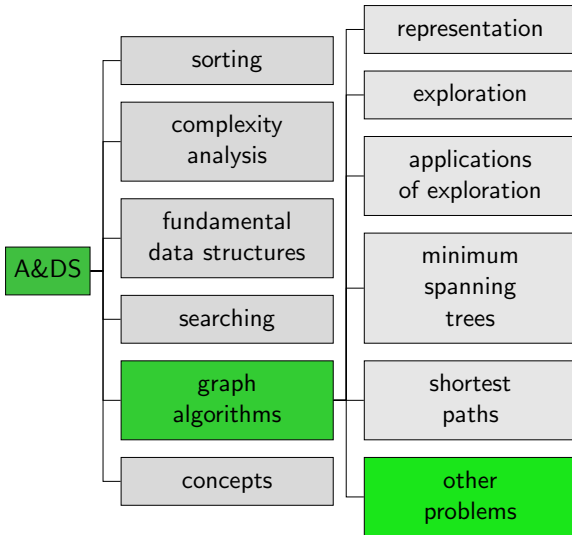 A&DS
sorting
complexity
analysis
fundamental
data structures
searching
graph
algorithms
concepts
representation
exploration
applications
of exploration
minimum
spanning
trees
shortest
paths
other
problems